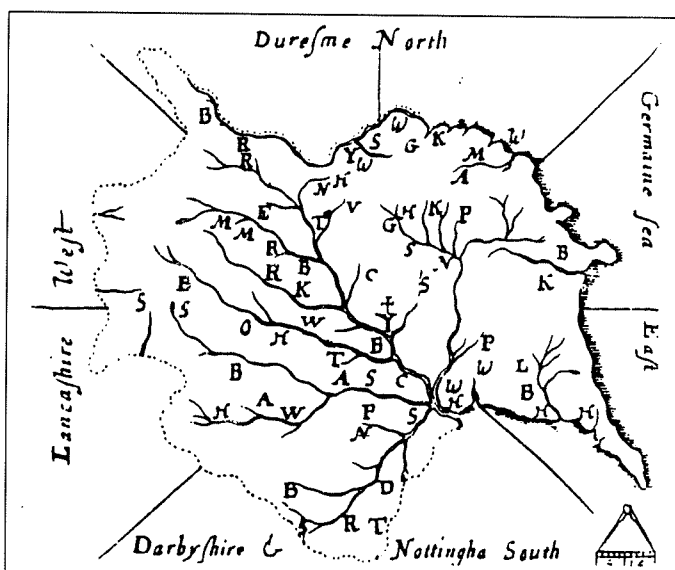 Dureſme North
B W
S W
R Y W G K
R M
N H A
E T V G H K P
M M
R B S V B
R K C S K
E
S S O W Y
H B
T P
B A S C W W L
H A W P S H B H H
N
B D
S R T
Weſt
Lancaſhire
Germaine ſea
Eaſt
Darbyſhire & Nottingha South